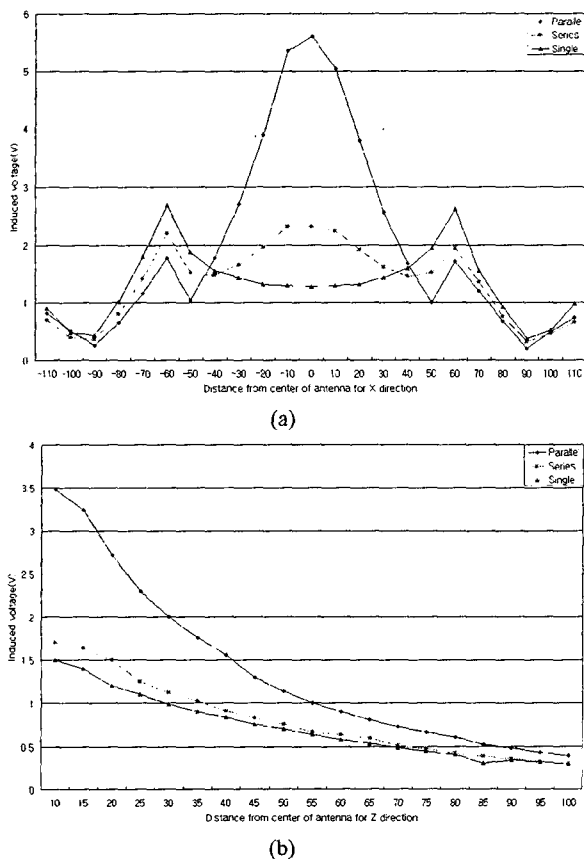 6
5
4
3
2
1
0
Induced voltage(v)
Paralle
Series
Single
-110 -100 -90 -80 -70 -60 -50 -40 -30 -20 -10 0 10 20 30 40 50 60 70 80 90 100 110
Distance from center of antenna for X direction
(a)
4
3.5
3
2.5
2
1.5
1
0.5
0
Induced voltage(V)
Paralle
Series
Single
10 15 20 25 30 35 40 45 50 55 60 65 70 75 80 85 90 95 100
Distance from center of antenna for Z direction
(b)